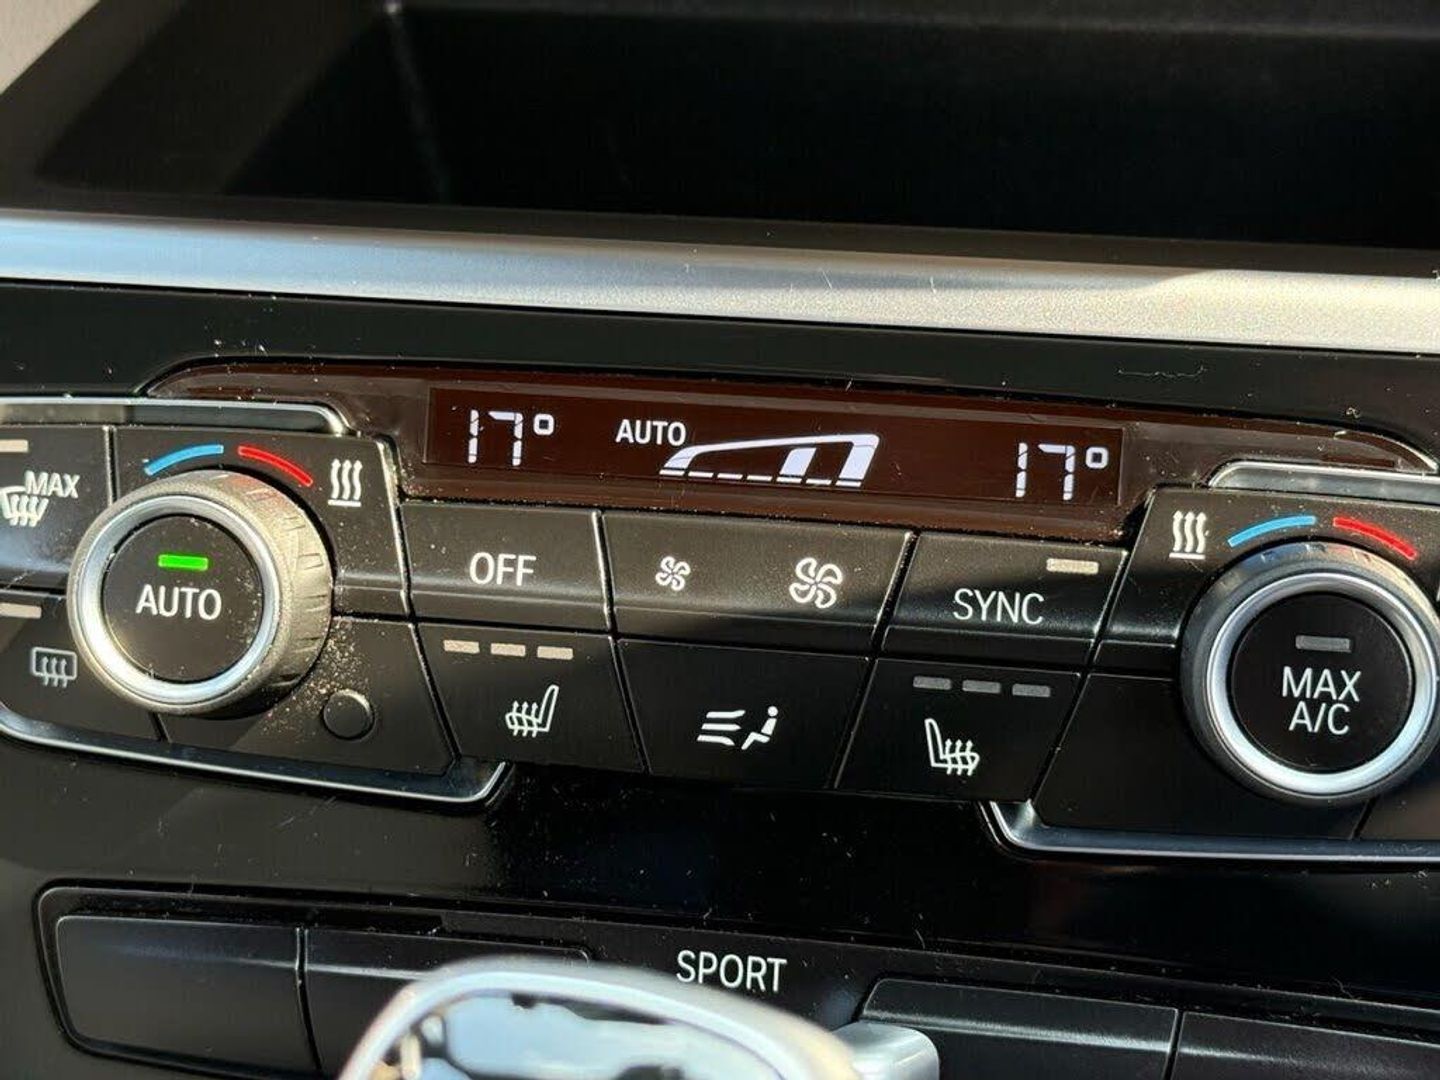 17° AUTO 17°
MAX
AUTO
OFF
SYNC
MAX
A/C
SPORT